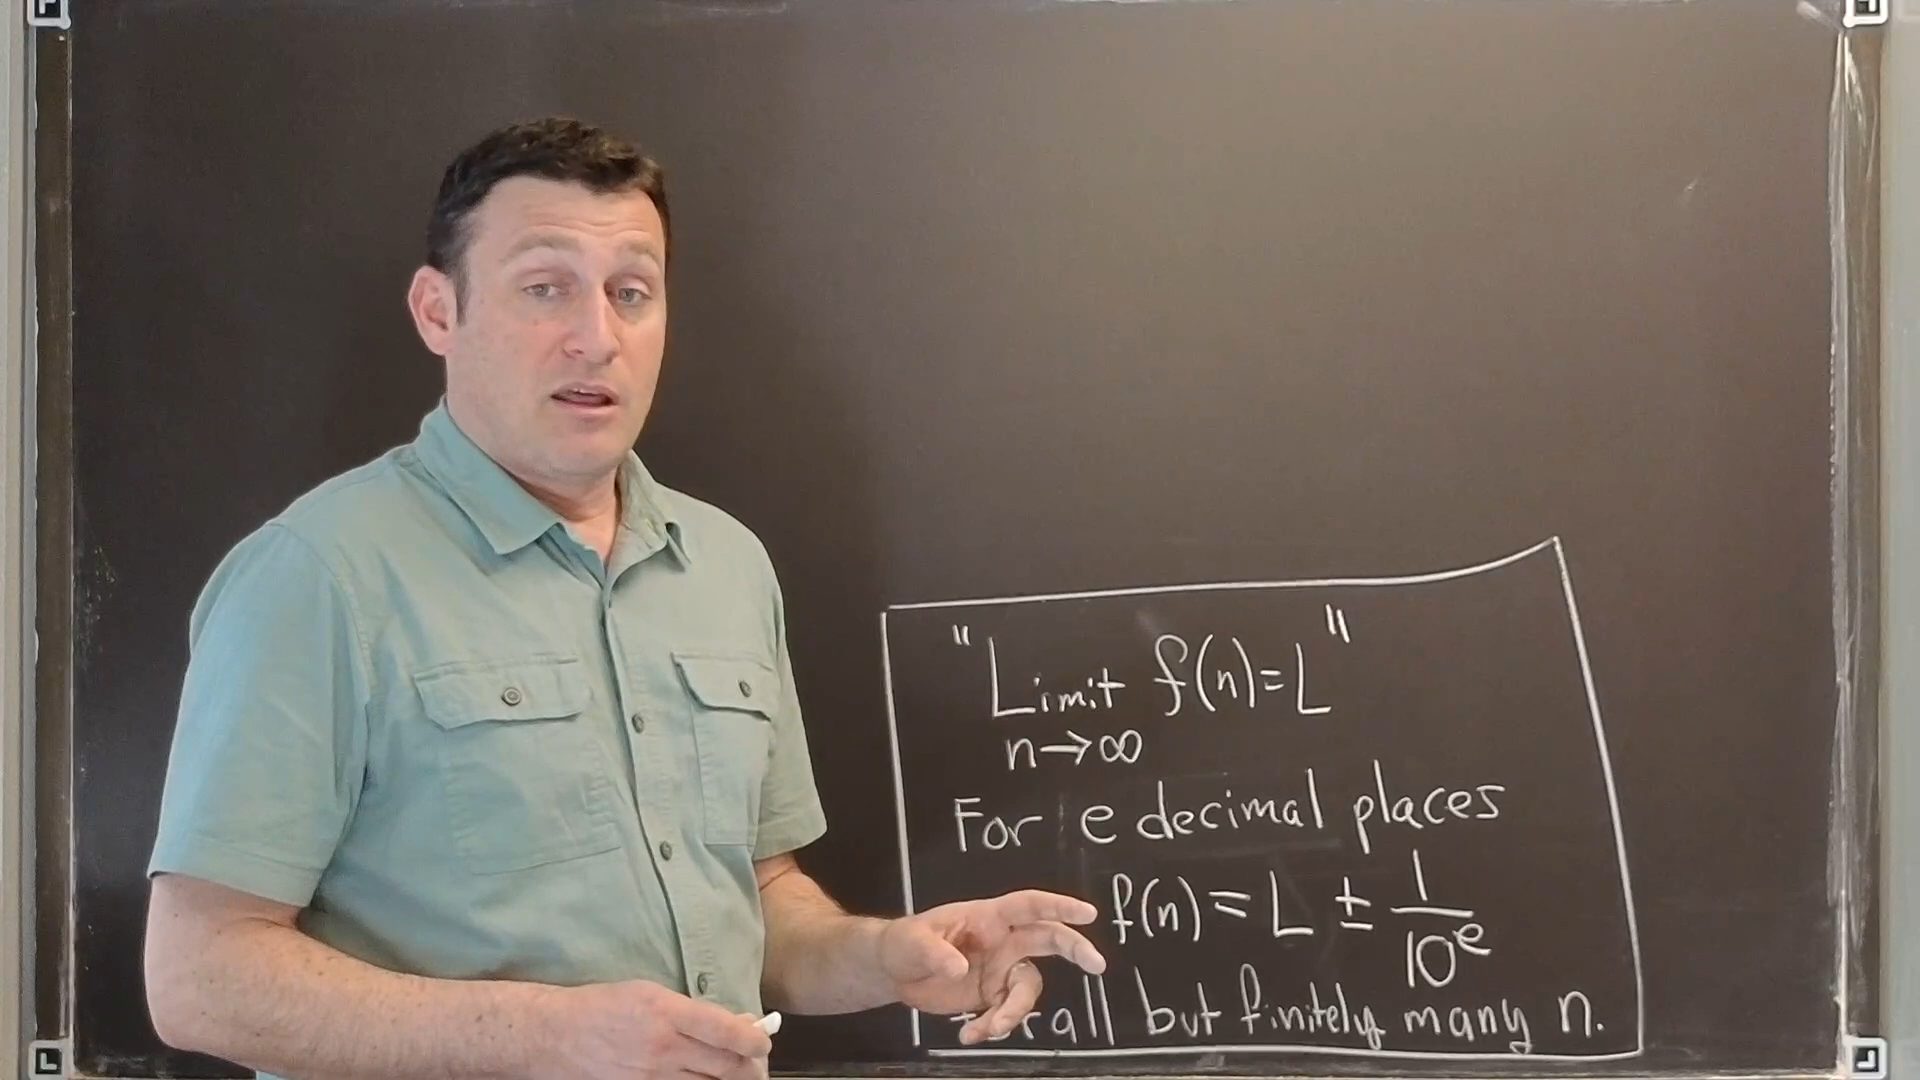 "Limit f(n)=L"
n→∞
For e decimal places
f(n) = L ± 1/10^e
all but finitely many n.